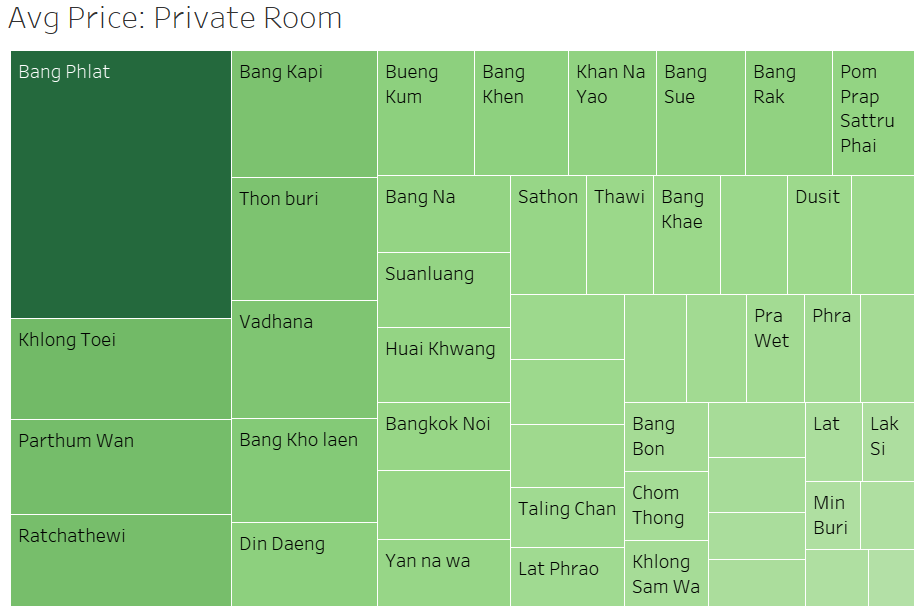 Avg Price: Private Room
Bang Phlat
Khlong Toei
Parthum Wan
Ratchathewi
Bang Kapi
Thon buri
Vadhana
Bang Kho laen
Din Daeng
Bueng
Kum
Bang
Khen
Khan Na
Yao
Bang
Sue
Bang
Rak
Pom
Prap
Sattru
Phai
Bang Na
Suanluang
Huai Khwang
Bangkok Noi
Yan na wa
Sathon
Thawi
Bang
Khae
Dusit
Taling Chan
Lat Phrao
Pra
Wet
Phra
Bang
Bon
Chom
Thong
Khlong
Sam Wa
Lat
Lak
Si
Min
Buri